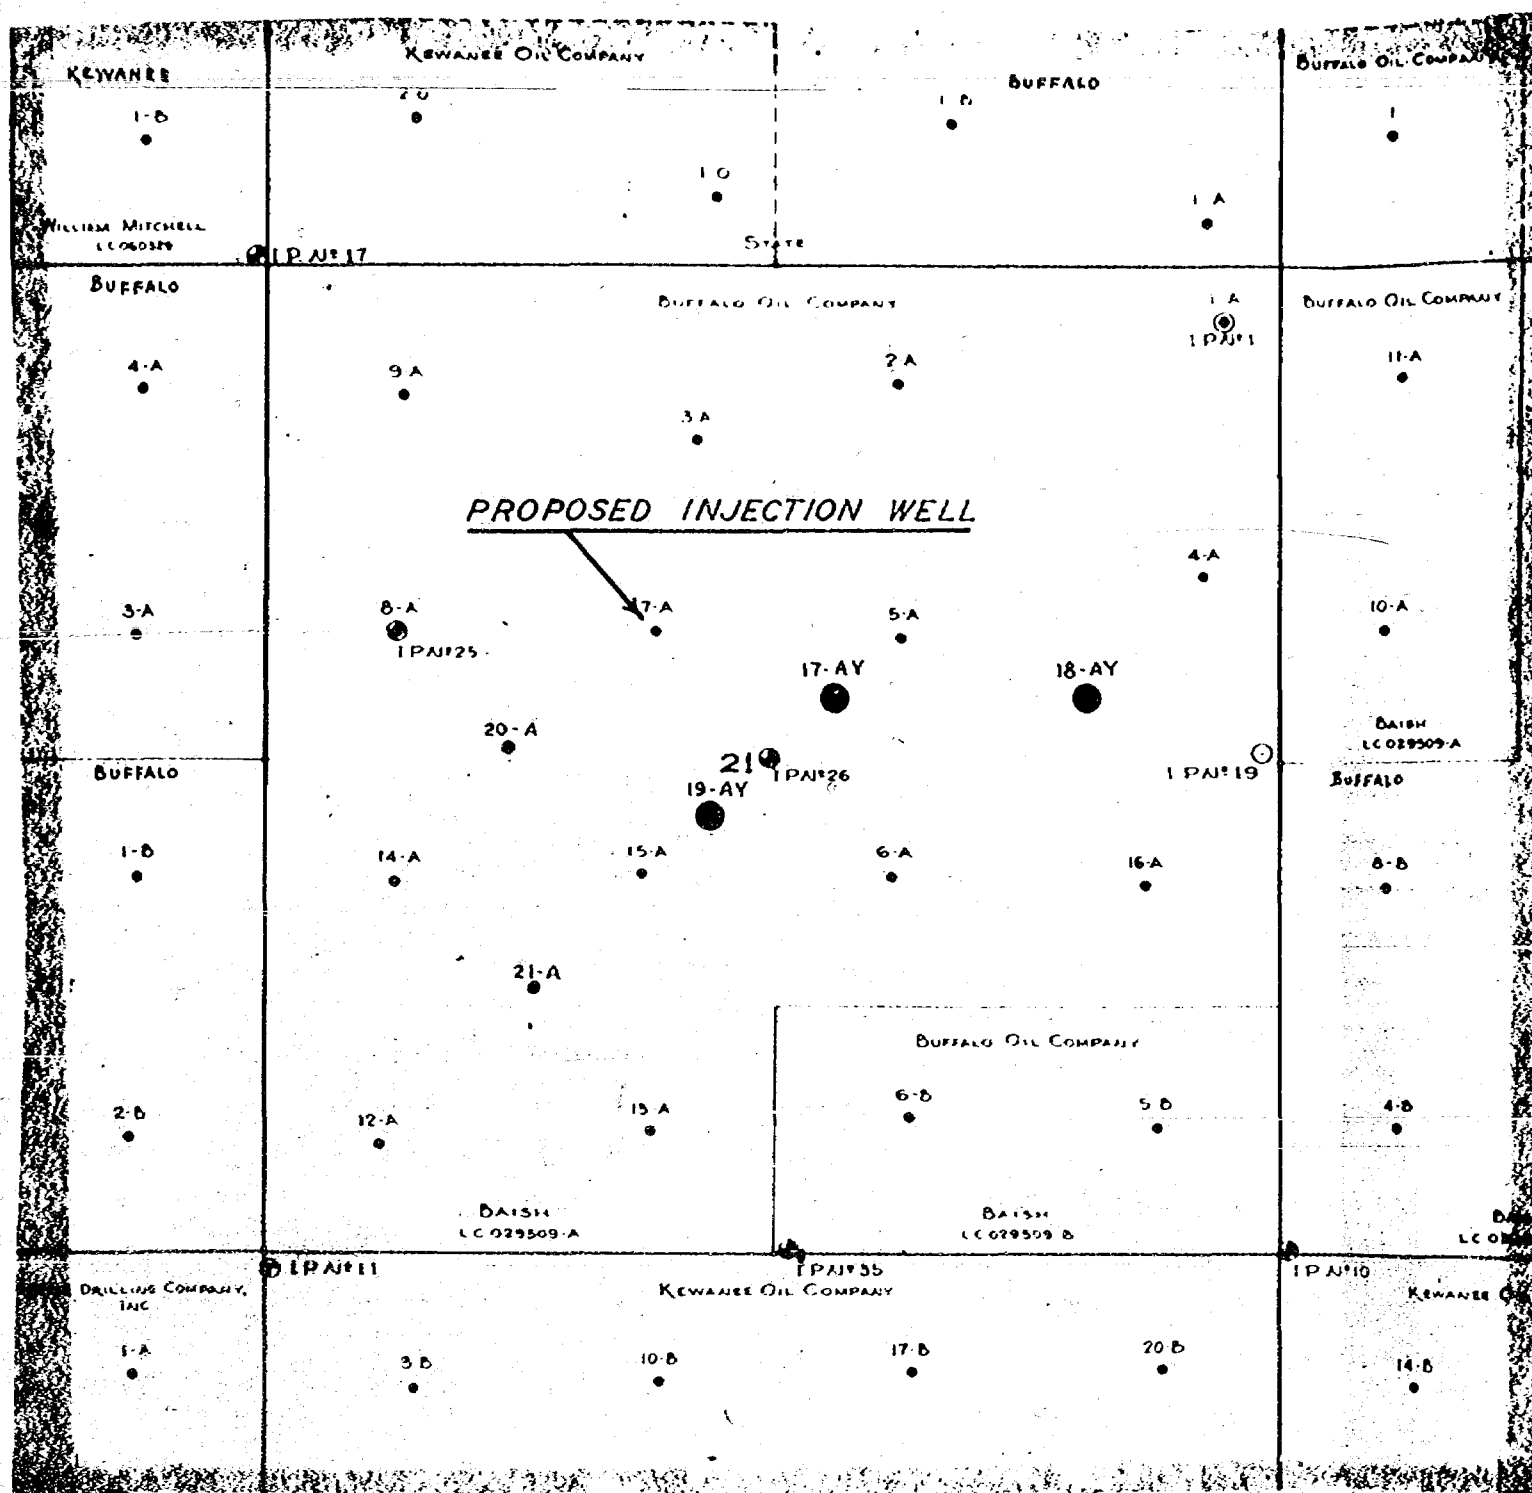 KEWANEE OIL COMPANY
BUFFALO OIL COMPANY
KEWANEE
BUFFALO
1-B
1-B
1
1-O
1-A
WILLIAM MITCHELL
STATE
I.P. Nº 17
BUFFALO
BUFFALO OIL COMPANY
1-A
BUFFALO OIL COMPANY
I.P. Nº 1
4-A
9-A
2-A
11-A
3-A
PROPOSED INJECTION WELL
4-A
3-A
8-A
17-A
5-A
10-A
I.P. Nº 25
17-AY
18-AY
20-A
BAISH
LC 029509-A
21
I.P. Nº 26
I.P. Nº 19
BUFFALO
BUFFALO
19-AY
1-B
14-A
15-A
6-A
16-A
8-B
21-A
BUFFALO OIL COMPANY
2-B
12-A
6-B
5-B
4-B
BAISH
LC 029509-A
BAISH
LC 029509-B
I.P. Nº 11
I.P. Nº 35
I.P. Nº 10
DRILLING COMPANY,
INC
KEWANEE OIL COMPANY
KEWANEE
1-A
3-B
10-B
17-B
20-B
14-B